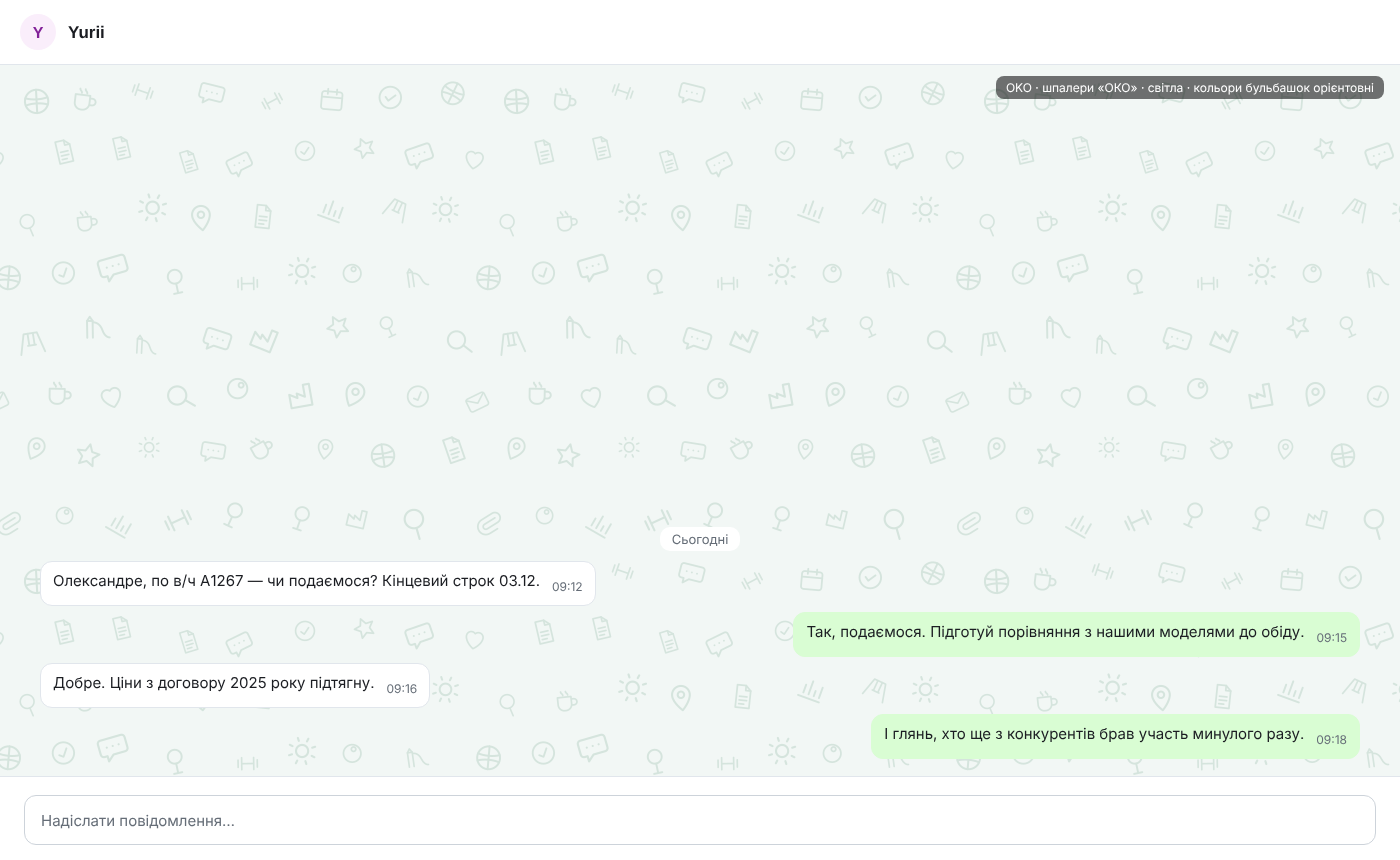 Y
Yurii
ОКО · шпалери «ОКО» · світла · кольори бульбашок орієнтовні
Сьогодні
Олександре, по в/ч А1267 — чи подаємося? Кінцевий строк 03.12. 09:12
Так, подаємося. Підготуй порівняння з нашими моделями до обіду. 09:15
Добре. Ціни з договору 2025 року підтягну. 09:16
І глянь, хто ще з конкурентів брав участь минулого разу. 09:18
Надіслати повідомлення...